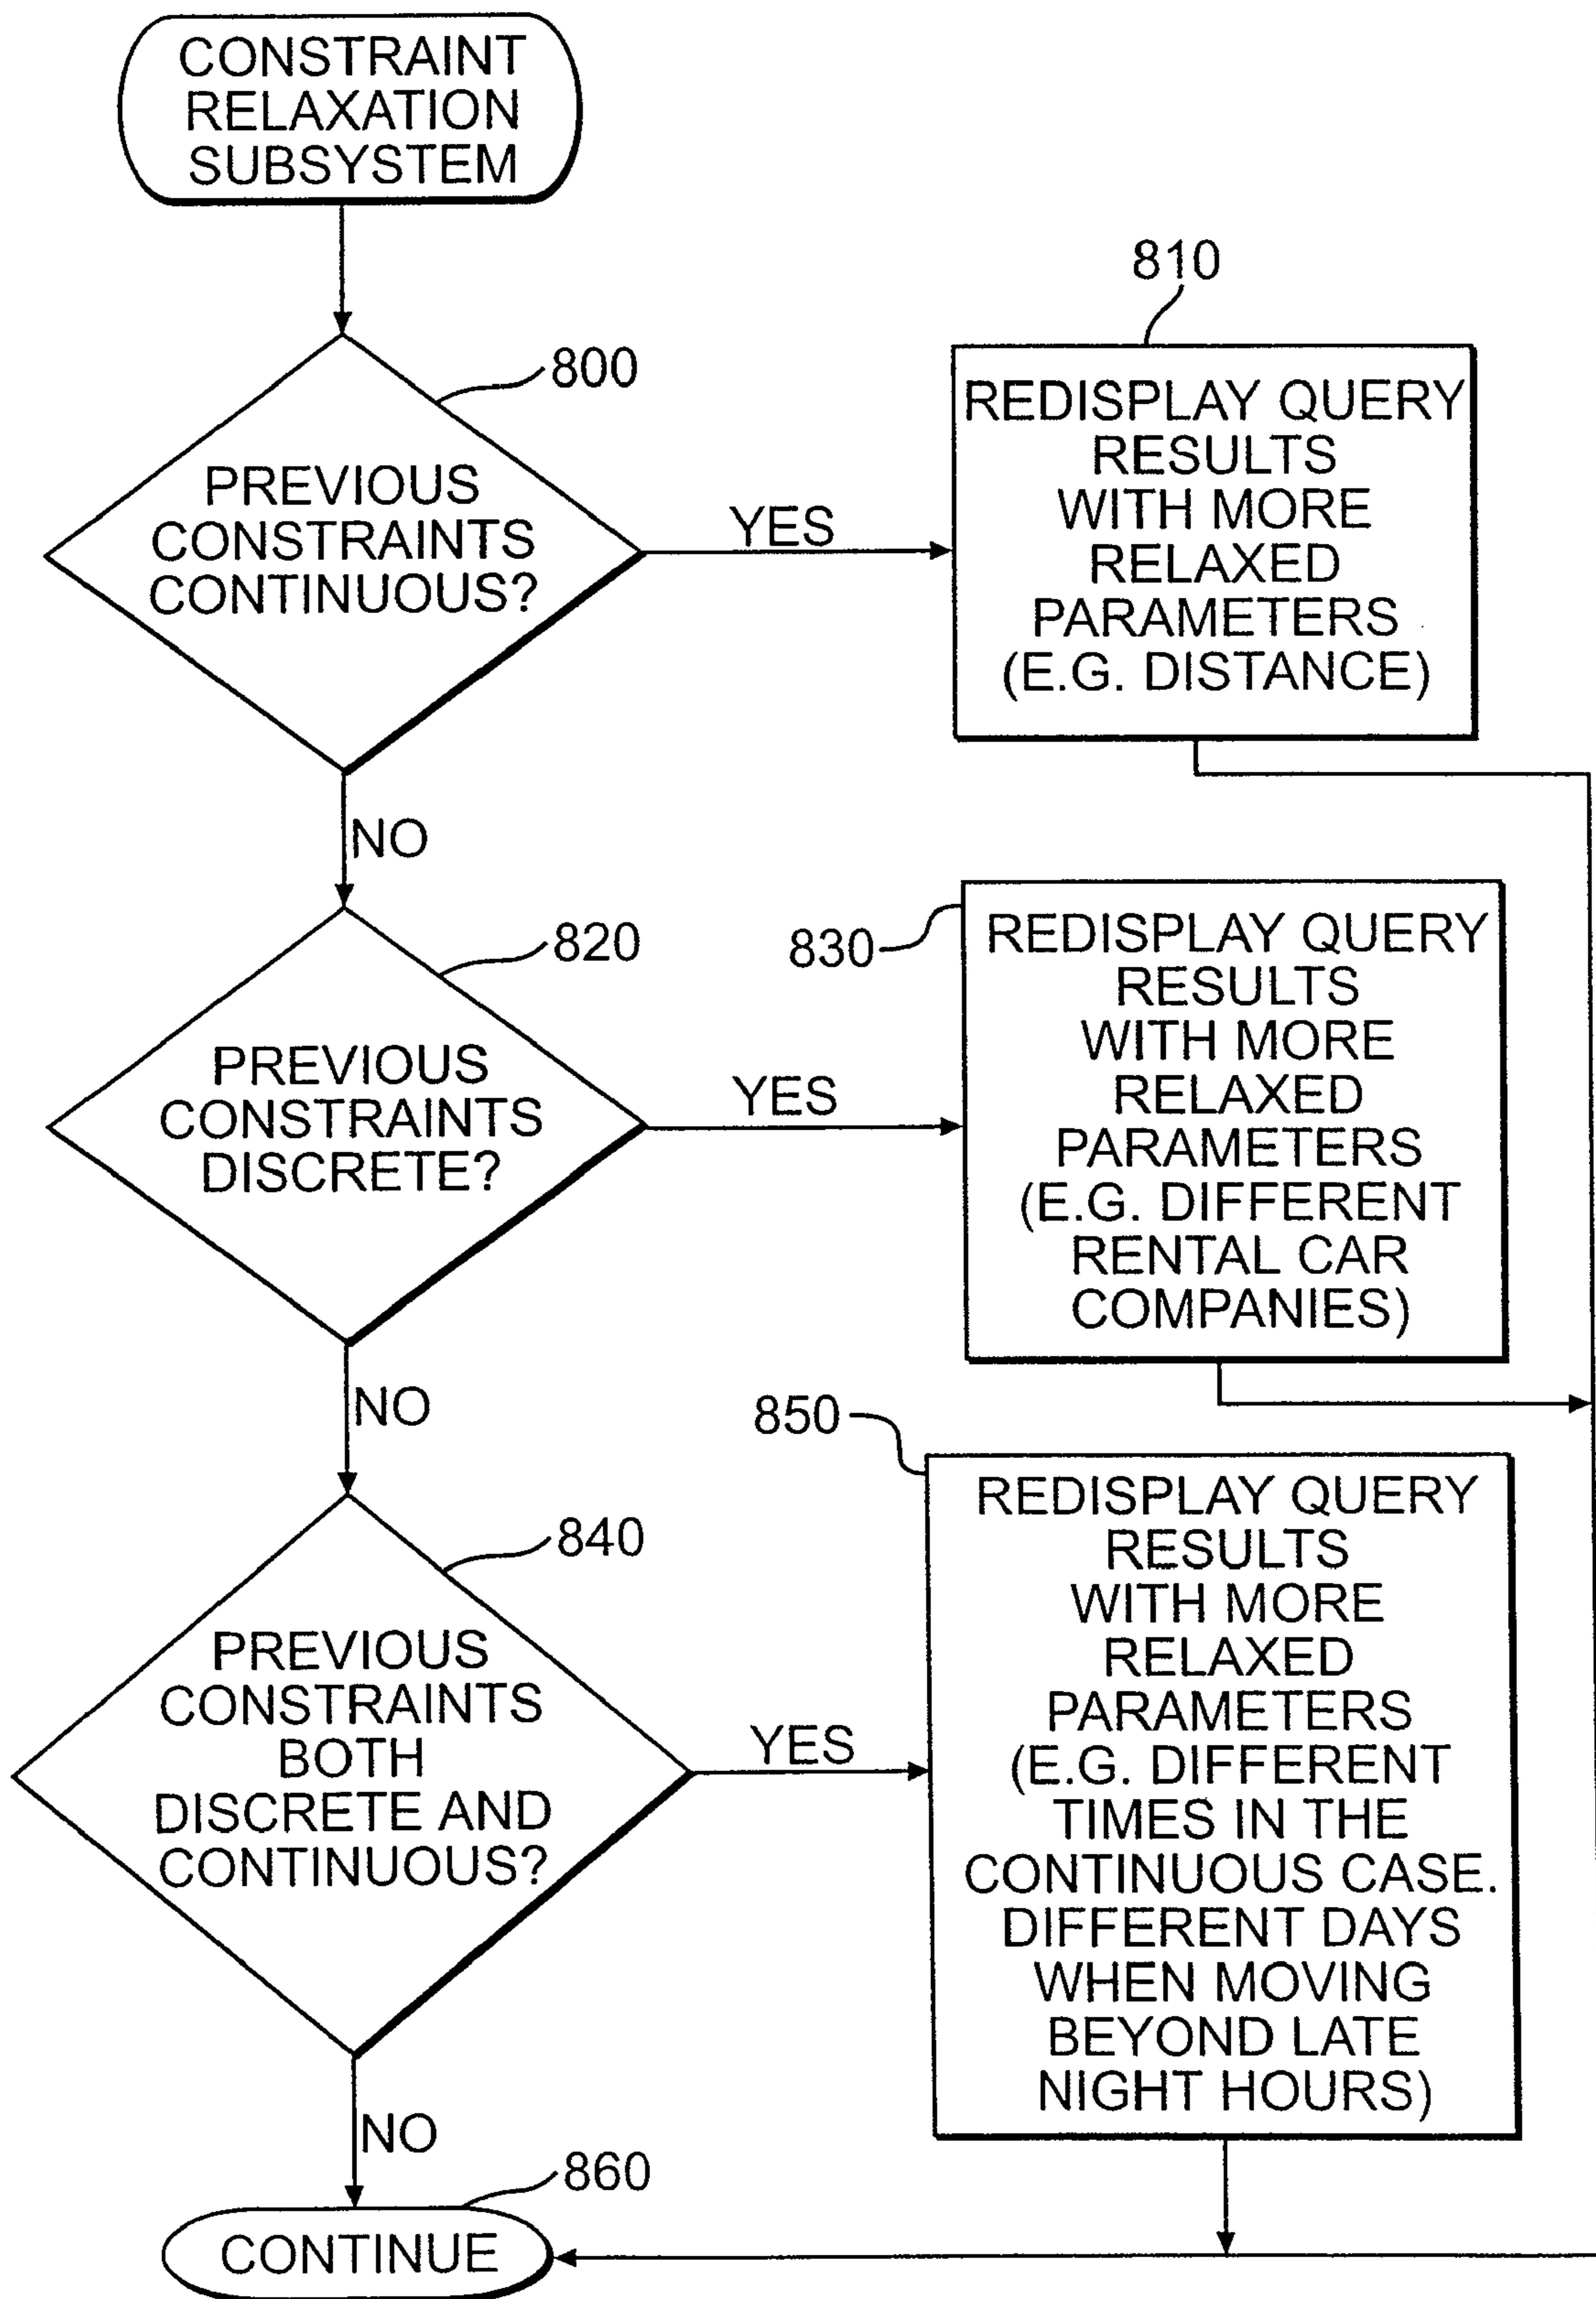 CONSTRAINT
RELAXATION
SUBSYSTEM
800
PREVIOUS
CONSTRAINTS
CONTINUOUS?
YES
810
REDISPLAY QUERY
RESULTS
WITH MORE
RELAXED
PARAMETERS
(E.G. DISTANCE)
NO
820
PREVIOUS
CONSTRAINTS
DISCRETE?
YES
830
REDISPLAY QUERY
RESULTS
WITH MORE
RELAXED
PARAMETERS
(E.G. DIFFERENT
RENTAL CAR
COMPANIES)
NO
840
PREVIOUS
CONSTRAINTS
BOTH
DISCRETE AND
CONTINUOUS?
YES
850
REDISPLAY QUERY
RESULTS
WITH MORE
RELAXED
PARAMETERS
(E.G. DIFFERENT
TIMES IN THE
CONTINUOUS CASE.
DIFFERENT DAYS
WHEN MOVING
BEYOND LATE
NIGHT HOURS)
NO
860
CONTINUE